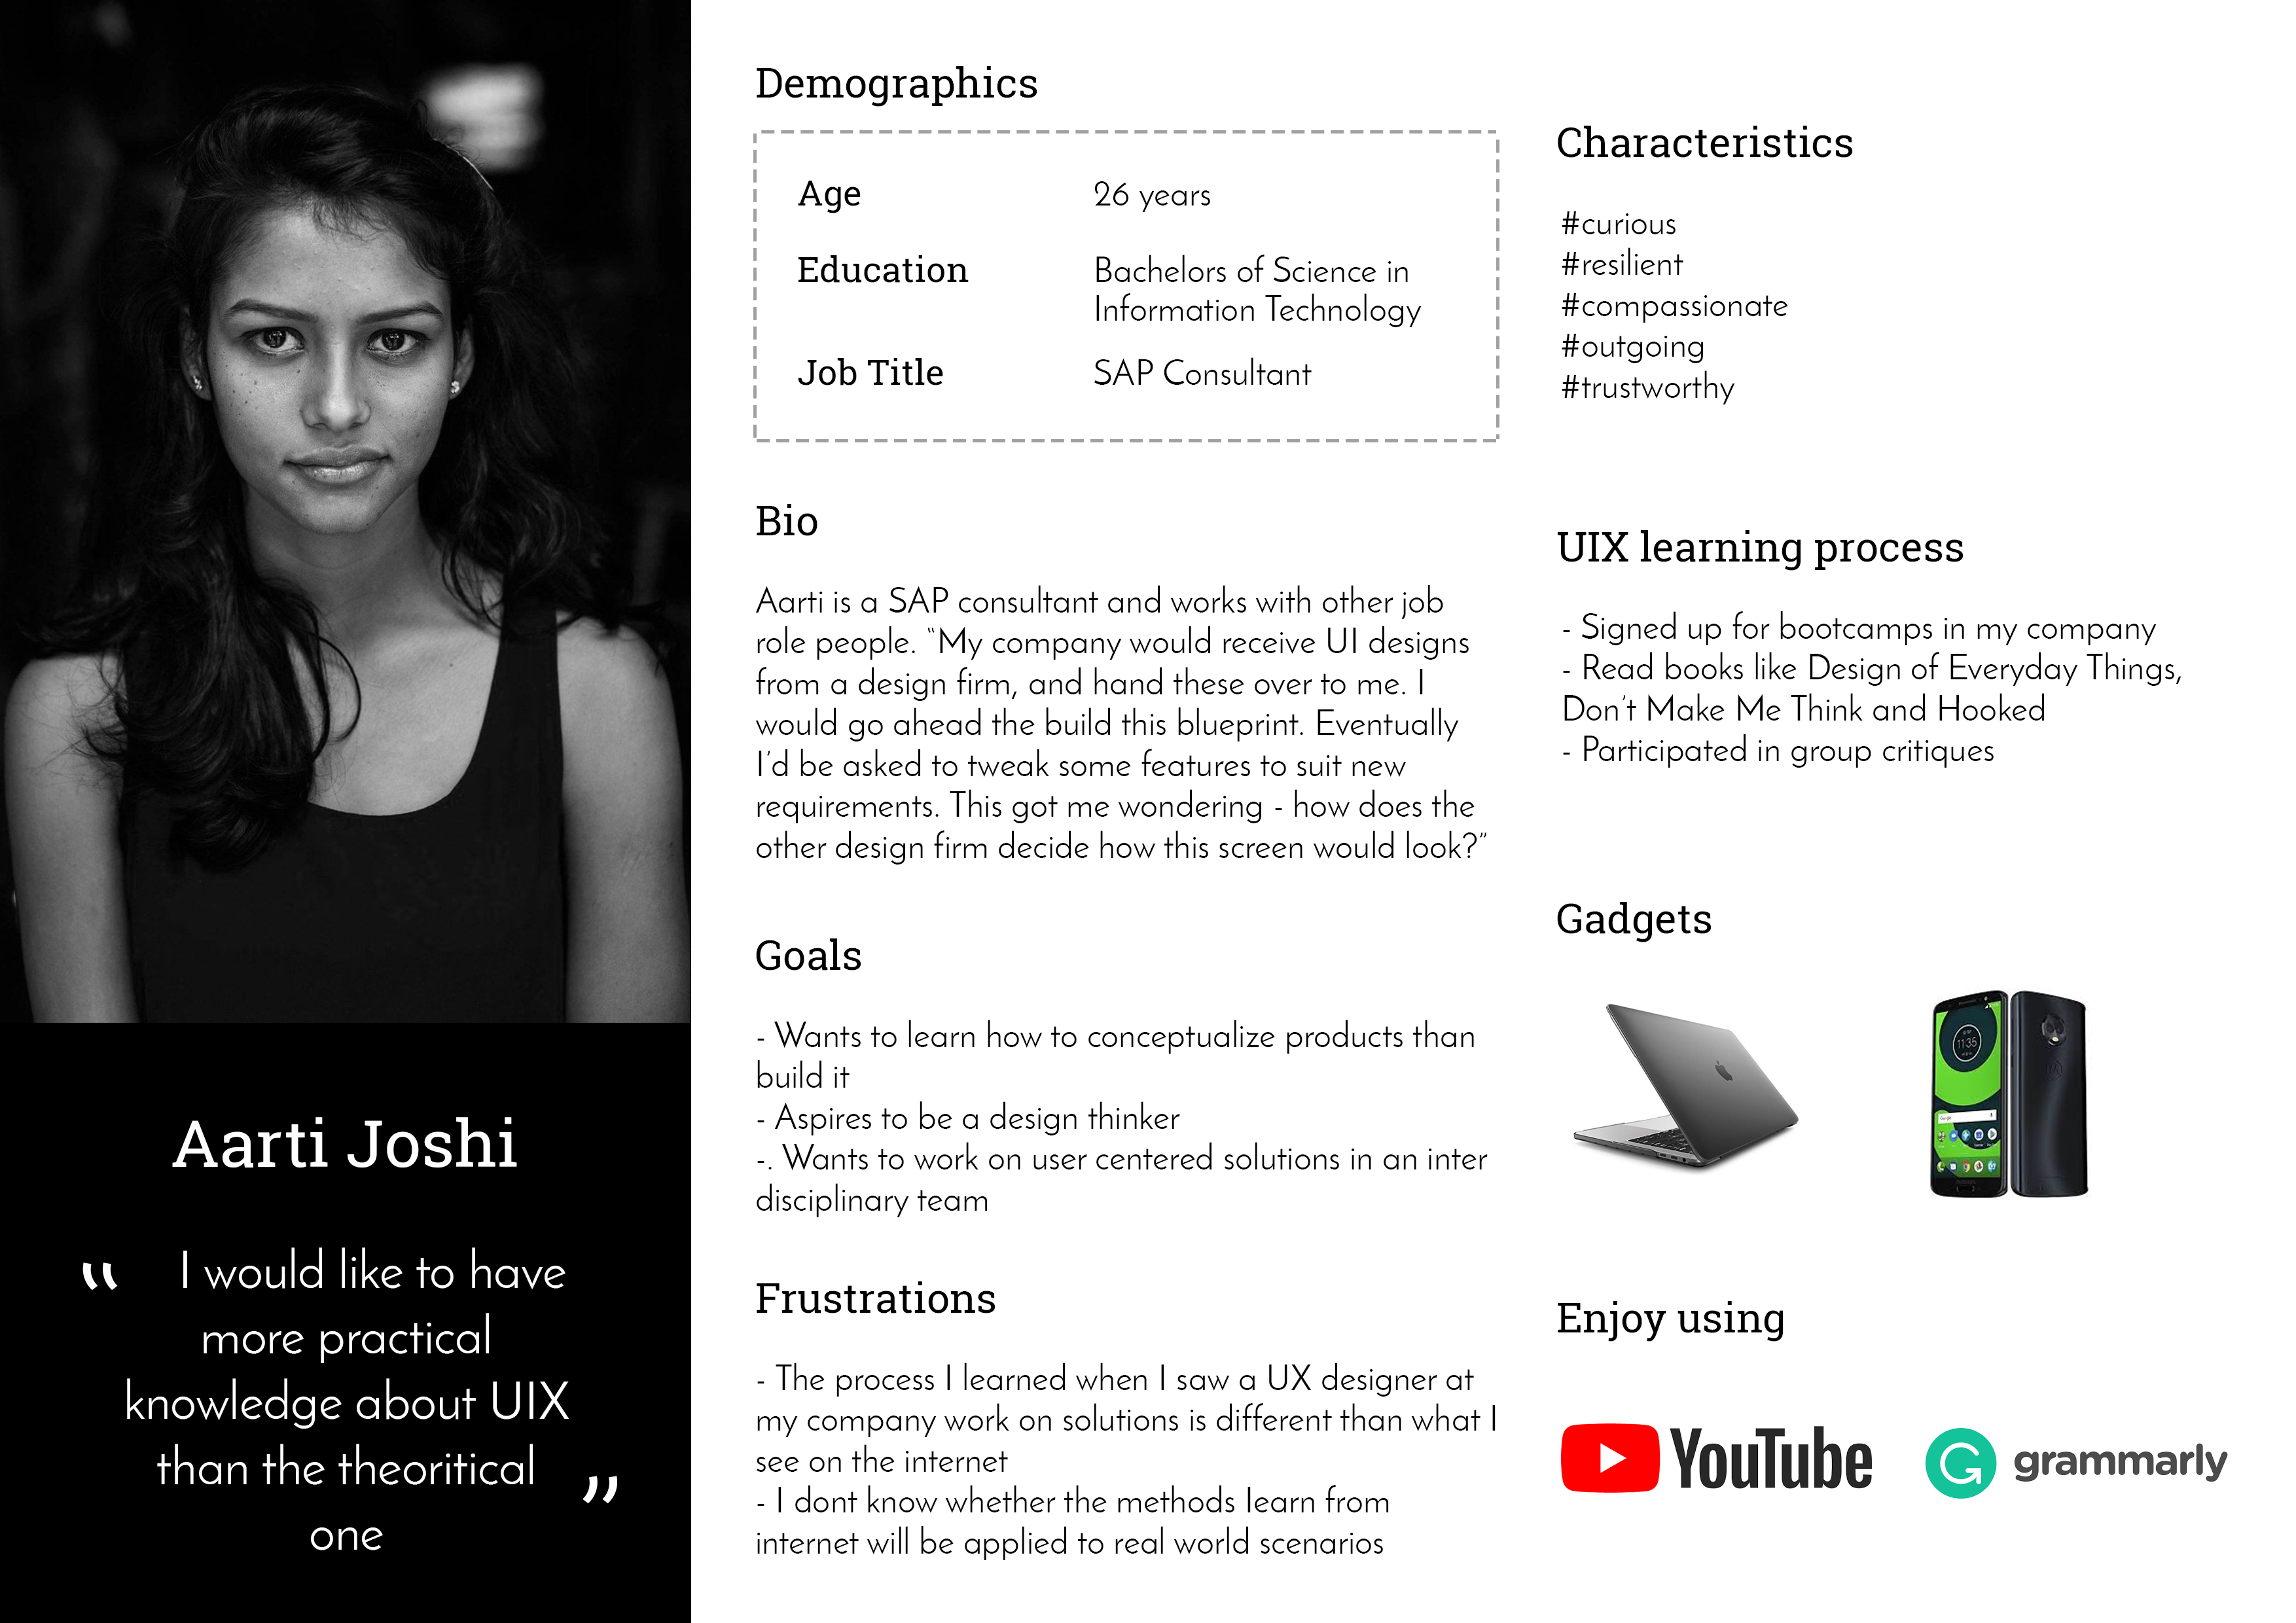 Aarti Joshi
“ I would like to have
more practical
knowledge about UIX
than the theoritical ”
one
Demographics
Age 26 years
Education Bachelors of Science in
Information Technology
Job Title SAP Consultant
Bio
Aarti is a SAP consultant and works with other job
role people. “My company would receive UI designs
from a design firm, and hand these over to me. I
would go ahead the build this blueprint. Eventually
I’d be asked to tweak some features to suit new
requirements. This got me wondering - how does the
other design firm decide how this screen would look?”
Goals
- Wants to learn how to conceptualize products than
build it
- Aspires to be a design thinker
-. Wants to work on user centered solutions in an inter
disciplinary team
Frustrations
- The process I learned when I saw a UX designer at
my company work on solutions is different than what I
see on the internet
- I dont know whether the methods learn from
internet will be applied to real world scenarios
Characteristics
#curious
#resilient
#compassionate
#outgoing
#trustworthy
UIX learning process
- Signed up for bootcamps in my company
- Read books like Design of Everyday Things,
Don’t Make Me Think and Hooked
- Participated in group critiques
Gadgets
11:35
Enjoy using
YouTube
grammarly